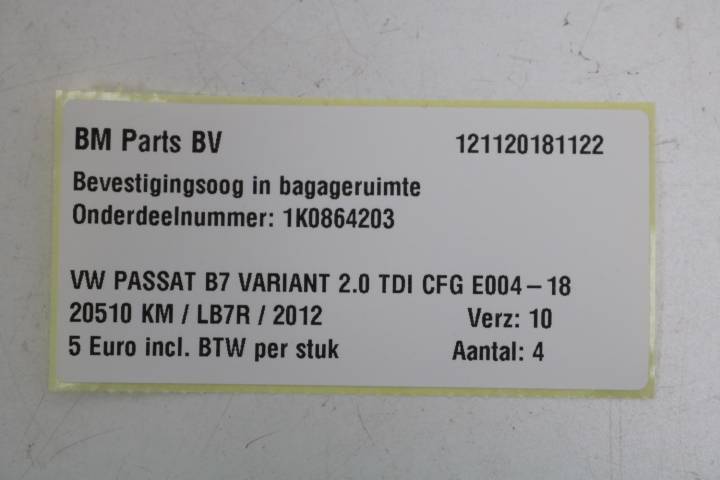 BM Parts BV 121120181122
Bevestigingsoog in bagageruimte
Onderdeelnummer: 1K0864203
VW PASSAT B7 VARIANT 2.0 TDI CFG E004-18
20510 KM / LB7R / 2012 Verz: 10
5 Euro incl. BTW per stuk Aantal: 4